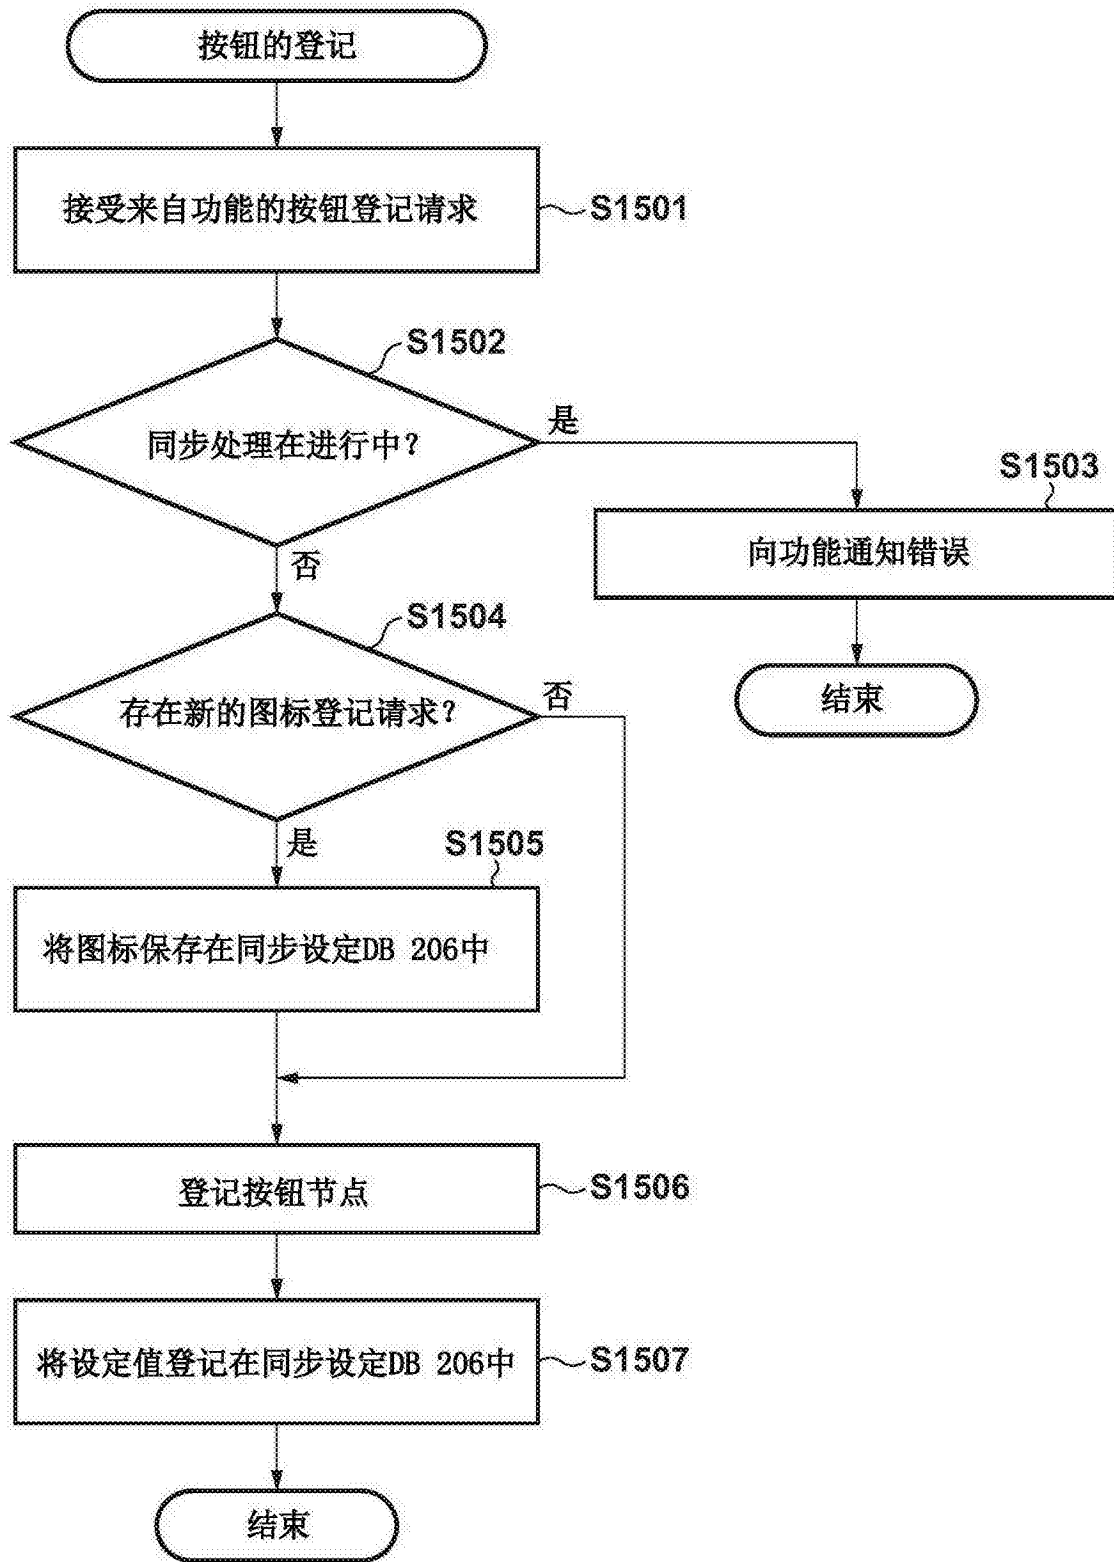 按钮的登记
接受来自功能的按钮登记请求
S1501
S1502
同步处理在进行中？
是
S1503
向功能通知错误
结束
否
S1504
存在新的图标登记请求？
否
是
S1505
将图标保存在同步设定DB 206中
登记按钮节点
S1506
将设定值登记在同步设定DB 206中
S1507
结束